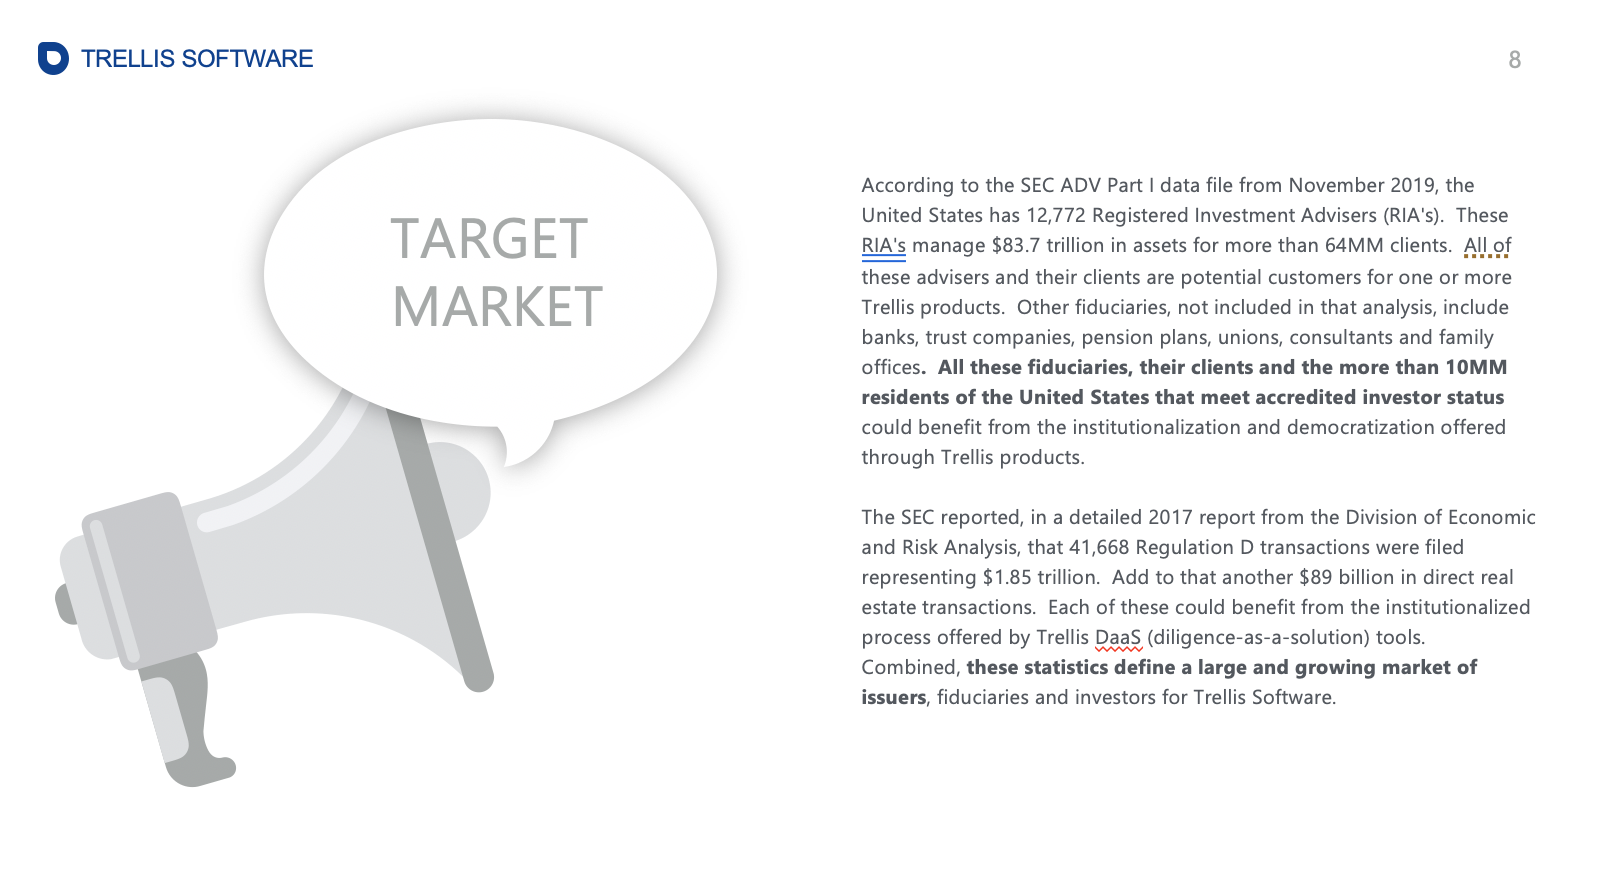 TRELLIS SOFTWARE
8
TARGET
MARKET
According to the SEC ADV Part I data file from November 2019, the
United States has 12,772 Registered Investment Advisers (RIA's).  These
RIA's manage $83.7 trillion in assets for more than 64MM clients.  All of
these advisers and their clients are potential customers for one or more
Trellis products.  Other fiduciaries, not included in that analysis, include
banks, trust companies, pension plans, unions, consultants and family
offices.  All these fiduciaries, their clients and the more than 10MM
residents of the United States that meet accredited investor status
could benefit from the institutionalization and democratization offered
through Trellis products.
The SEC reported, in a detailed 2017 report from the Division of Economic
and Risk Analysis, that 41,668 Regulation D transactions were filed
representing $1.85 trillion.  Add to that another $89 billion in direct real
estate transactions.  Each of these could benefit from the institutionalized
process offered by Trellis DaaS (diligence-as-a-solution) tools.
Combined, these statistics define a large and growing market of
issuers, fiduciaries and investors for Trellis Software.